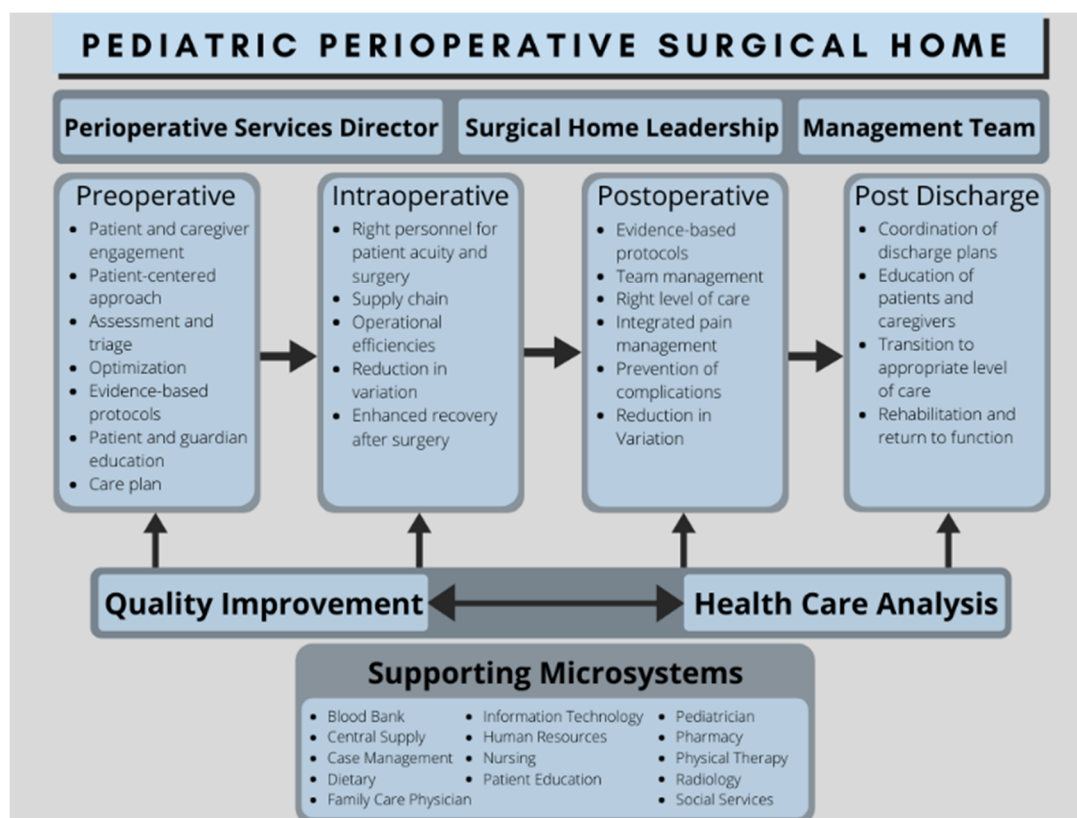 PEDIATRIC PERIOPERATIVE SURGICAL HOME
Perioperative Services Director
Surgical Home Leadership
Management Team
Preoperative
• Patient and caregiver
engagement
• Patient-centered
approach
• Assessment and
triage
• Optimization
• Evidence-based
protocols
• Patient and guardian
education
• Care plan
Intraoperative
• Right personnel for
patient acuity and
surgery
• Supply chain
• Operational
efficiencies
• Reduction in
variation
• Enhanced recovery
after surgery
Postoperative
• Evidence-based
protocols
• Team management
• Right level of care
• Integrated pain
management
• Prevention of
complications
• Reduction in
Variation
Post Discharge
• Coordination of
discharge plans
• Education of
patients and
caregivers
• Transition to
appropriate level
of care
• Rehabilitation and
return to function
Quality Improvement
Health Care Analysis
Supporting Microsystems
• Blood Bank
• Central Supply
• Case Management
• Dietary
• Family Care Physician
• Information Technology
• Human Resources
• Nursing
• Patient Education
• Pediatrician
• Pharmacy
• Physical Therapy
• Radiology
• Social Services